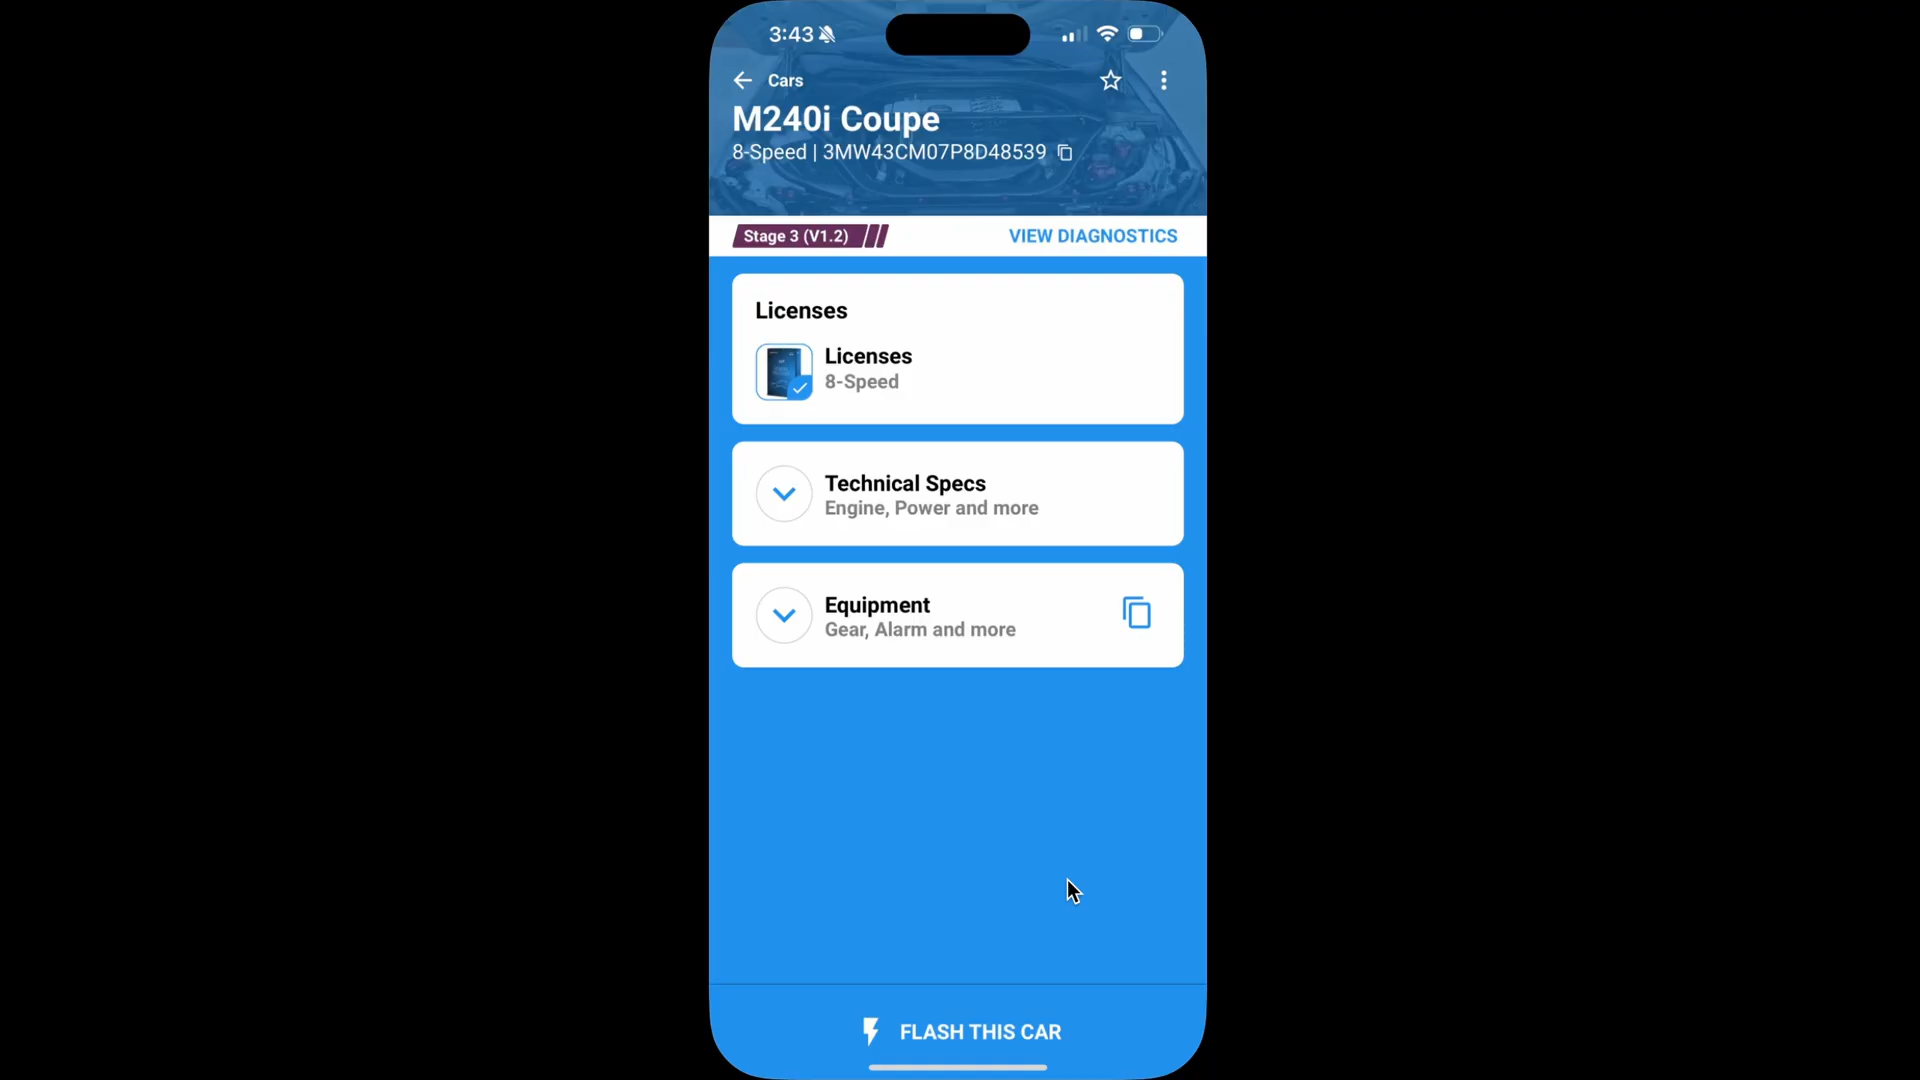 3:43
Cars
M240i Coupe
8-Speed | 3MW43CM07P8D48539
Stage 3 (V1.2)
VIEW DIAGNOSTICS
Licenses
Licenses
8-Speed
Technical Specs
Engine, Power and more
Equipment
Gear, Alarm and more
FLASH THIS CAR